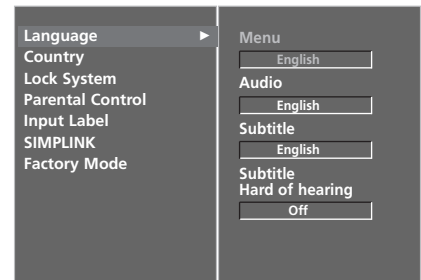 Language ►
Country
Lock System
Parental Control
Input Label
SIMPLINK
Factory Mode
Menu
English
Audio
English
Subtitle
English
Subtitle
Hard of hearing
Off